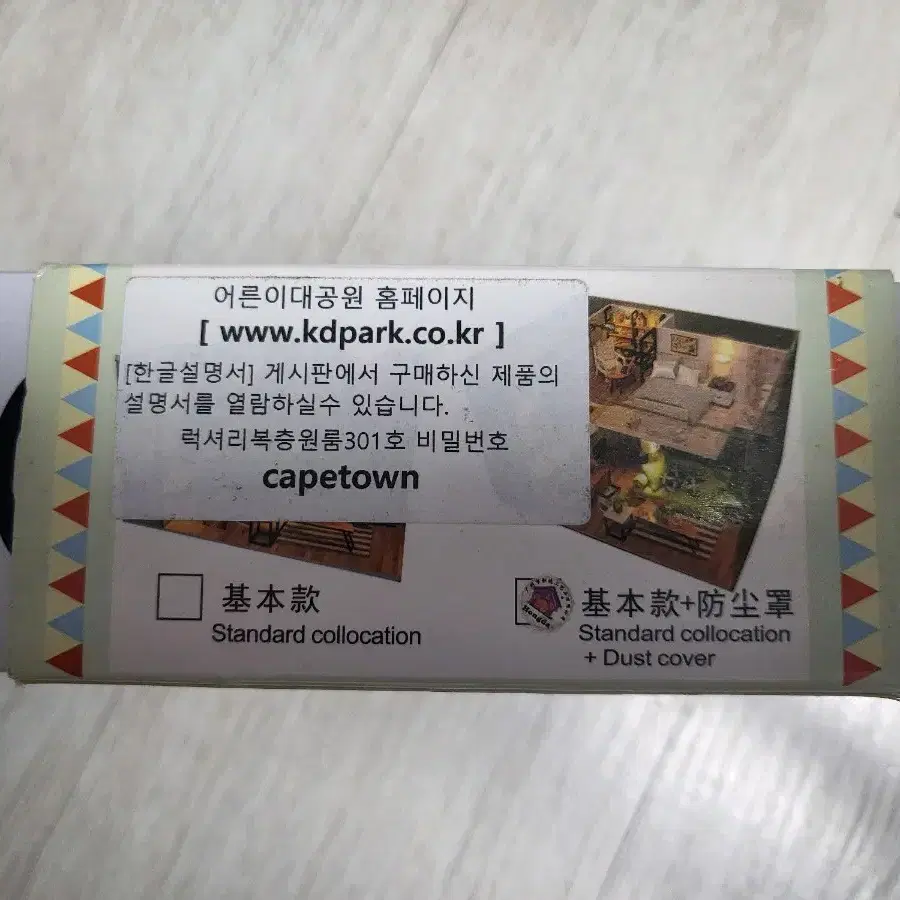 어른이대공원 홈페이지
[ www.kdpark.co.kr ]
[한글설명서] 게시판에서 구매하신 제품의
설명서를 열람하실수 있습니다.
럭셔리복층원룸301호 비밀번호
capetown
基本款
Standard collocation
基本款+防尘罩
Standard collocation
+ Dust cover
Hongda